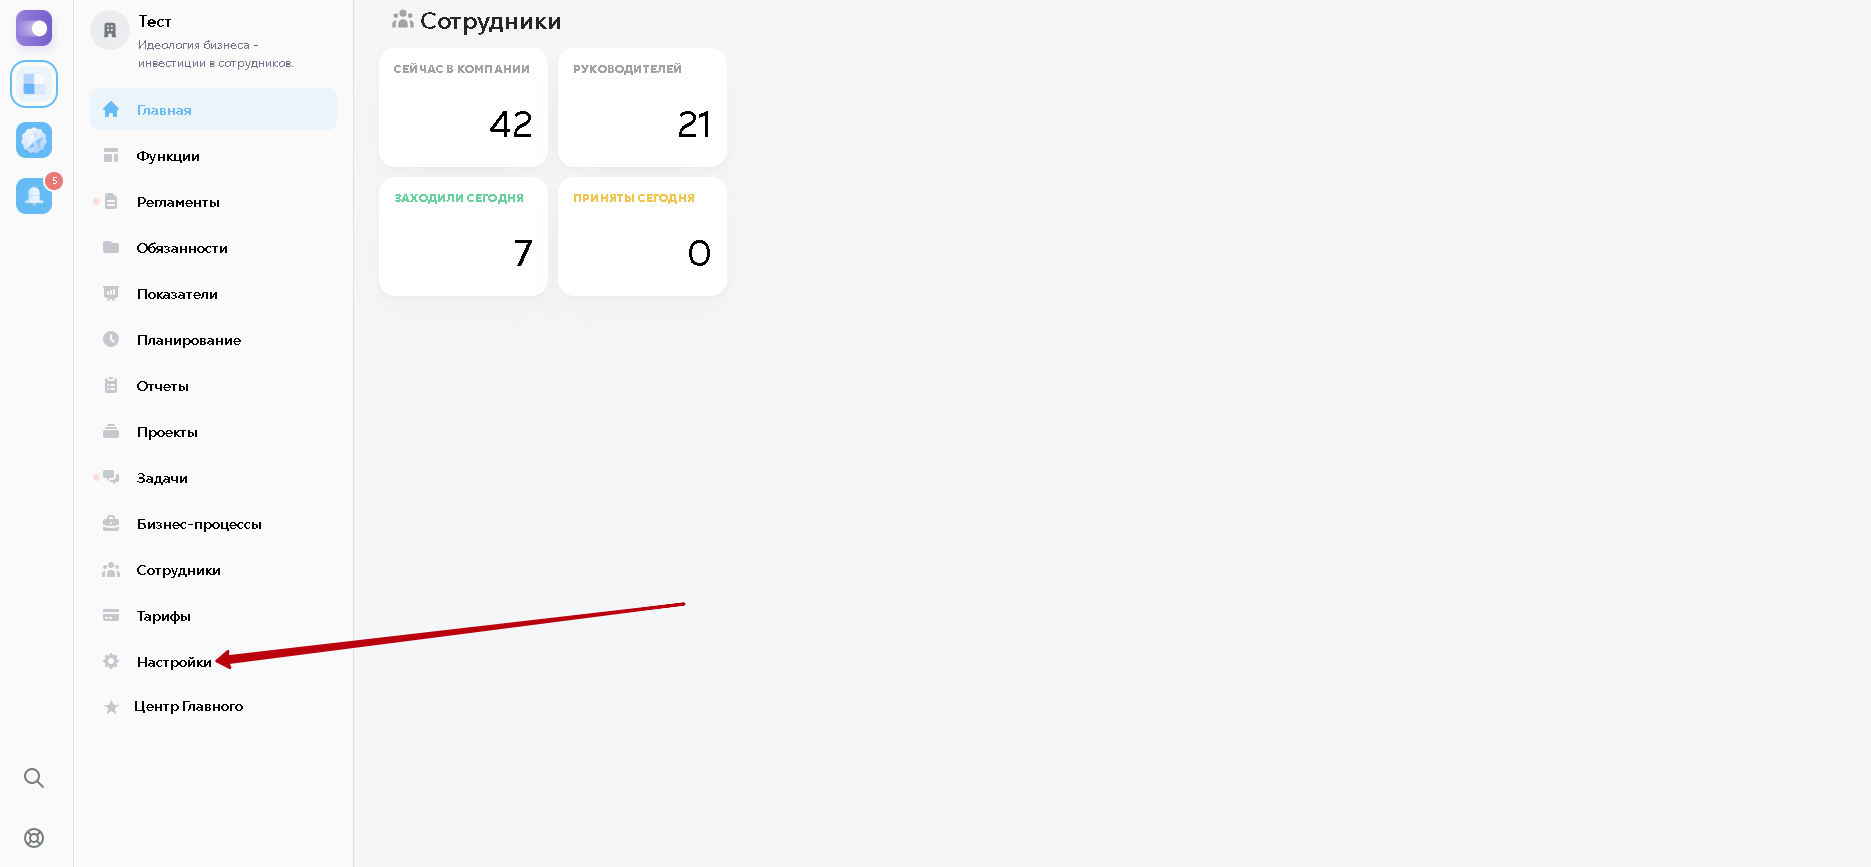 5
Тест
Идеология бизнеса -
инвестиции в сотрудников.
Главная
Функции
Регламенты
Обязанности
Показатели
Планирование
Отчеты
Проекты
Задачи
Бизнес-процессы
Сотрудники
Тарифы
Настройки
Центр Главного
Сотрудники
СЕЙЧАС В КОМПАНИИ
42
РУКОВОДИТЕЛЕЙ
21
ЗАХОДИЛИ СЕГОДНЯ
7
ПРИНЯТЫ СЕГОДНЯ
0